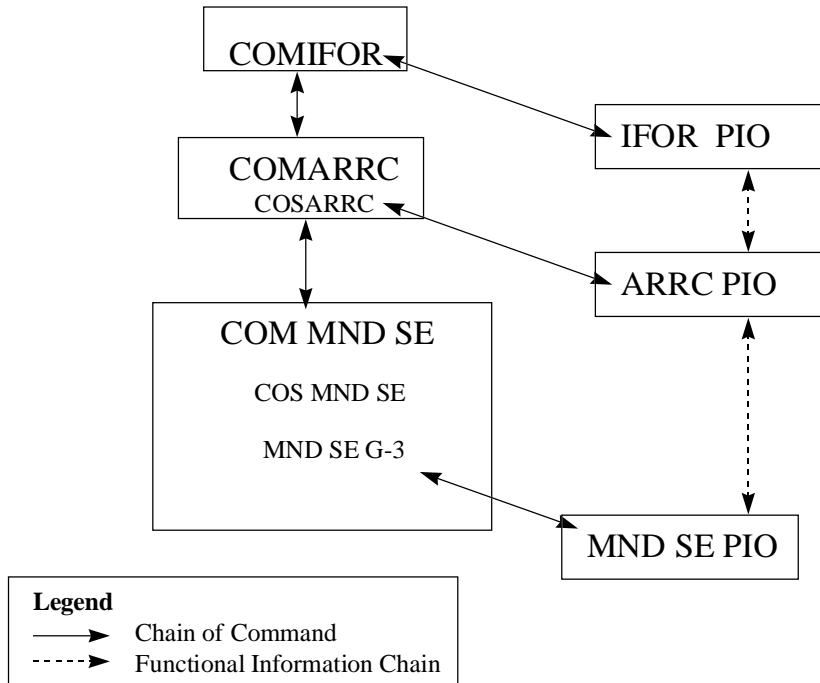 COMIFOR
IFOR PIO
COMARRC
COSARRC
ARRC PIO
COM MND SE
COS MND SE
MND SE G-3
MND SE PIO
Legend
Chain of Command
Functional Information Chain